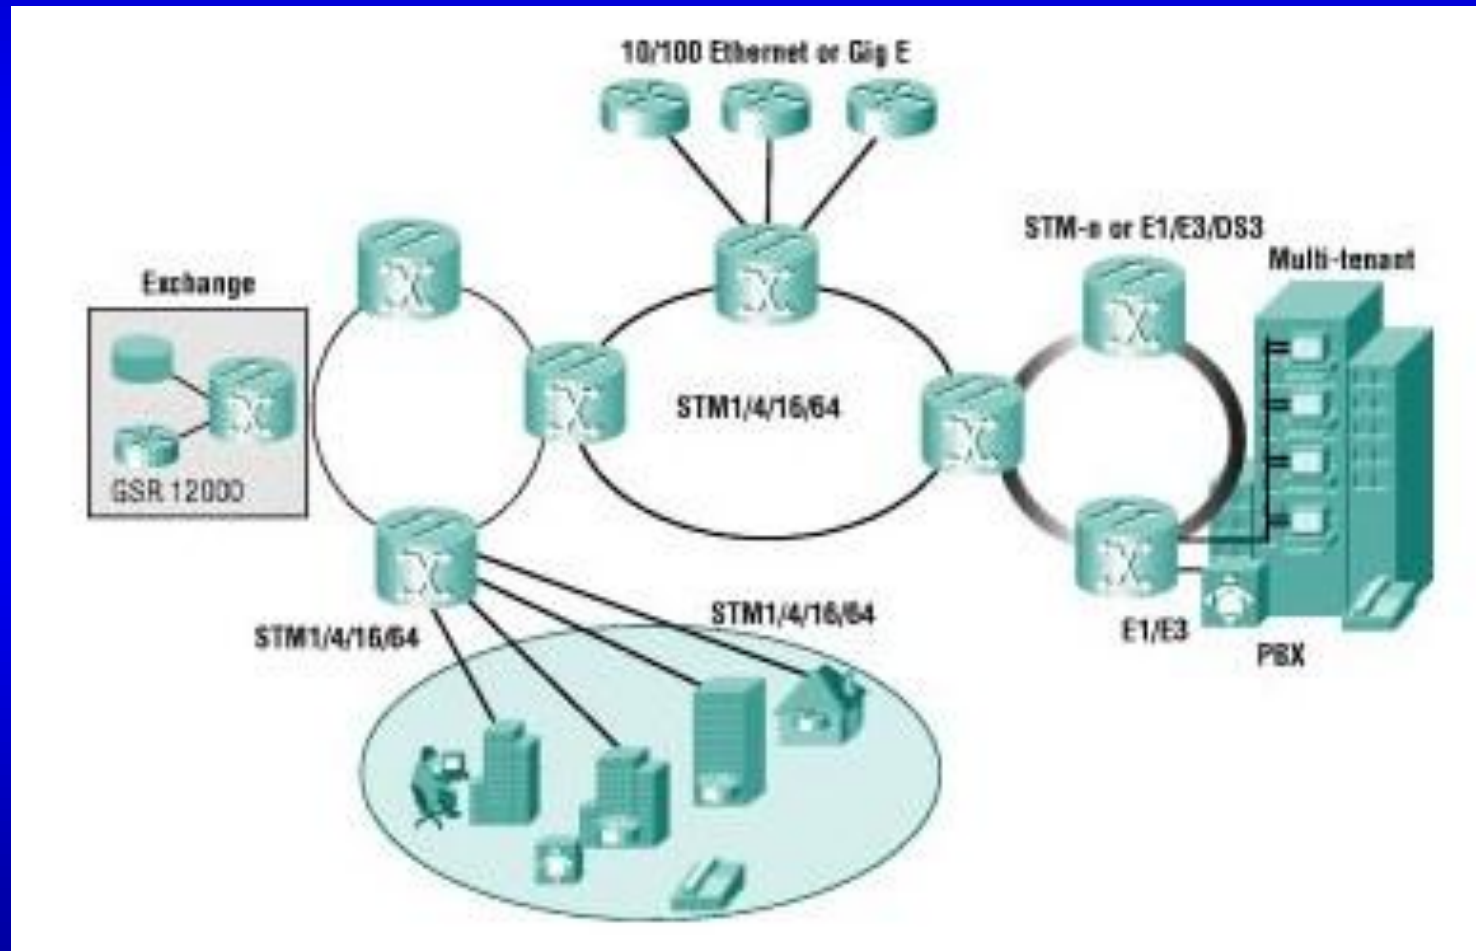 10/100 Ethernet or Gig E
STM-n or E1/E3/DS3
Multi-tenant
Exchange
STM1/4/16/64
GSR 12000
STM1/4/16/64
STM1/4/16/64
E1/E3
PBX